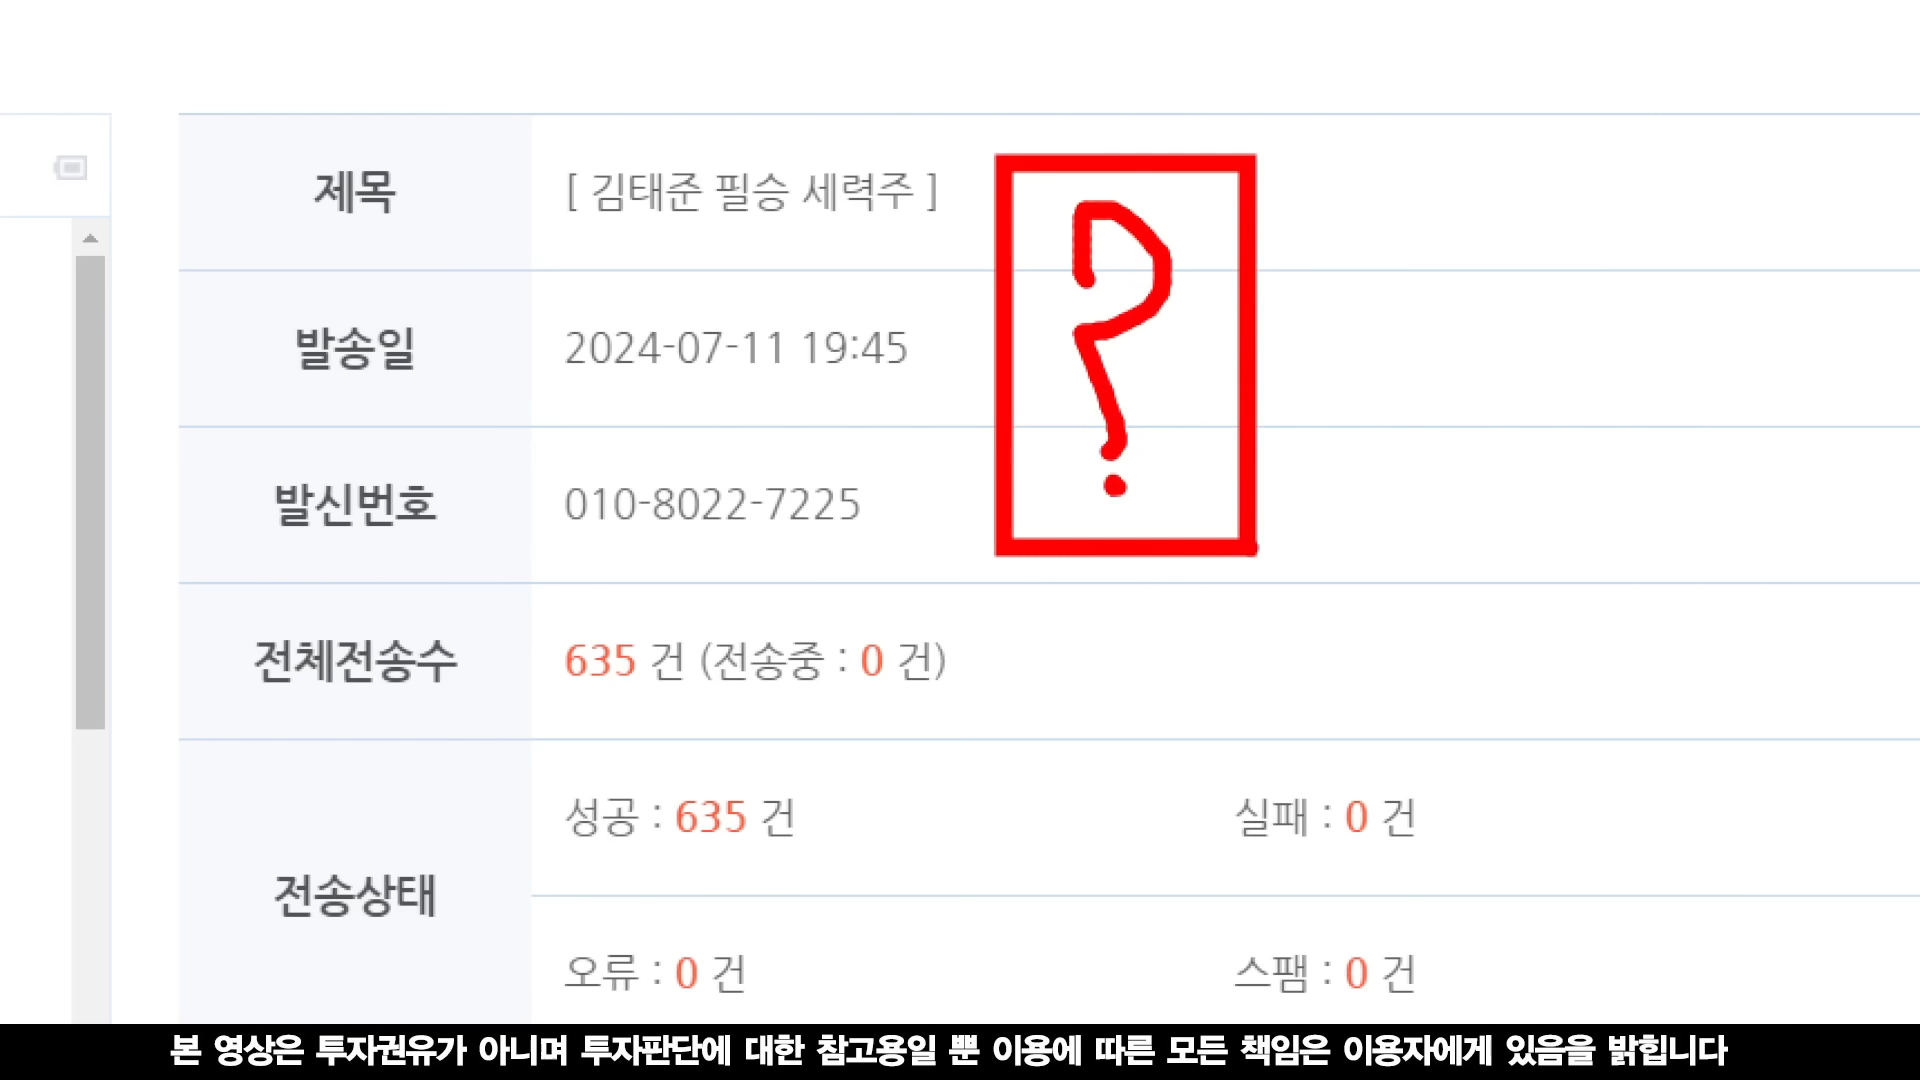 제목 [ 김태준 필승 세력주 ]
발송일 2024-07-11 19:45
발신번호 010-8022-7225
전체전송수 635 건 (전송중 : 0 건)
전송상태
성공 : 635 건 실패 : 0 건
오류 : 0 건 스팸 : 0 건
?
본 영상은 투자권유가 아니며 투자판단에 대한 참고용일 뿐 이용에 따른 모든 책임은 이용자에게 있음을 밝힙니다